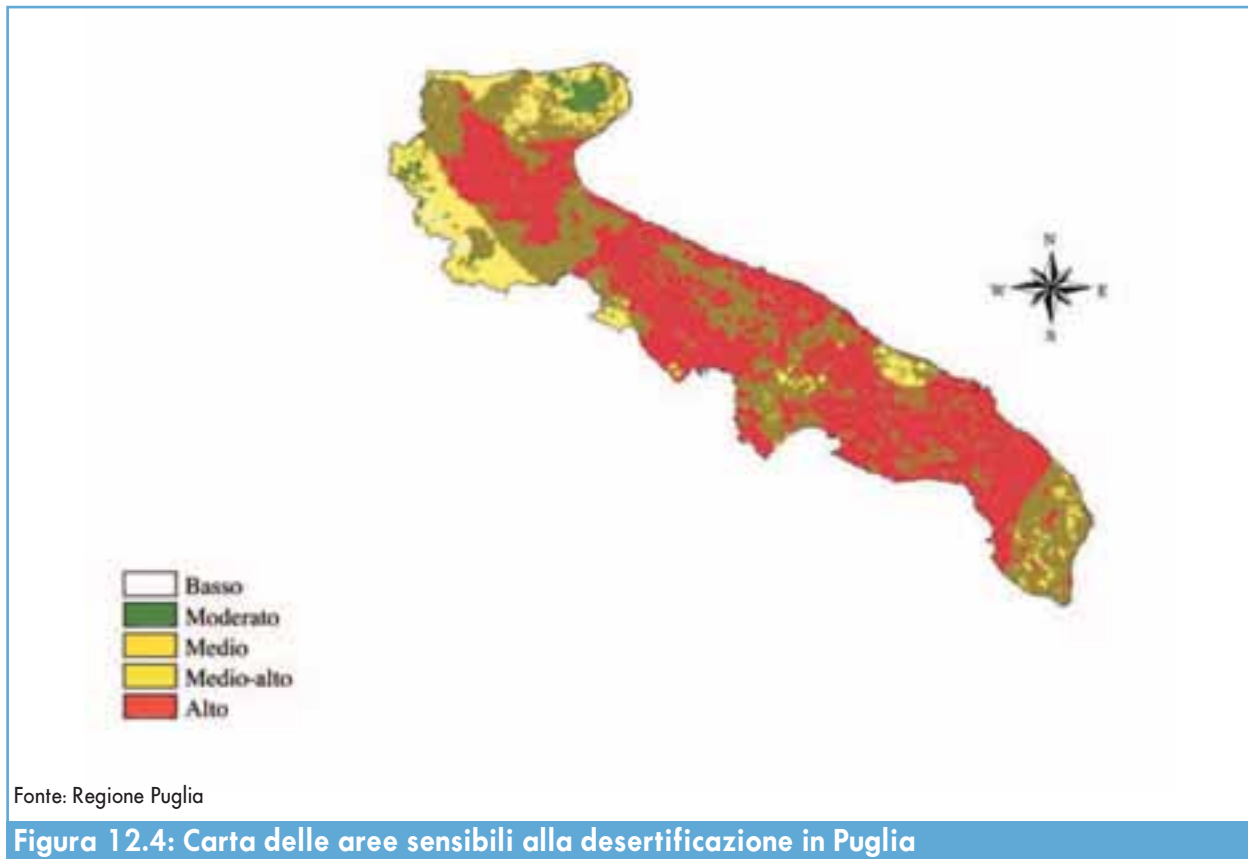 N
W E
S
Basso
Moderato
Medio
Medio-alto
Alto
Fonte: Regione Puglia
Figura 12.4: Carta delle aree sensibili alla desertificazione in Puglia